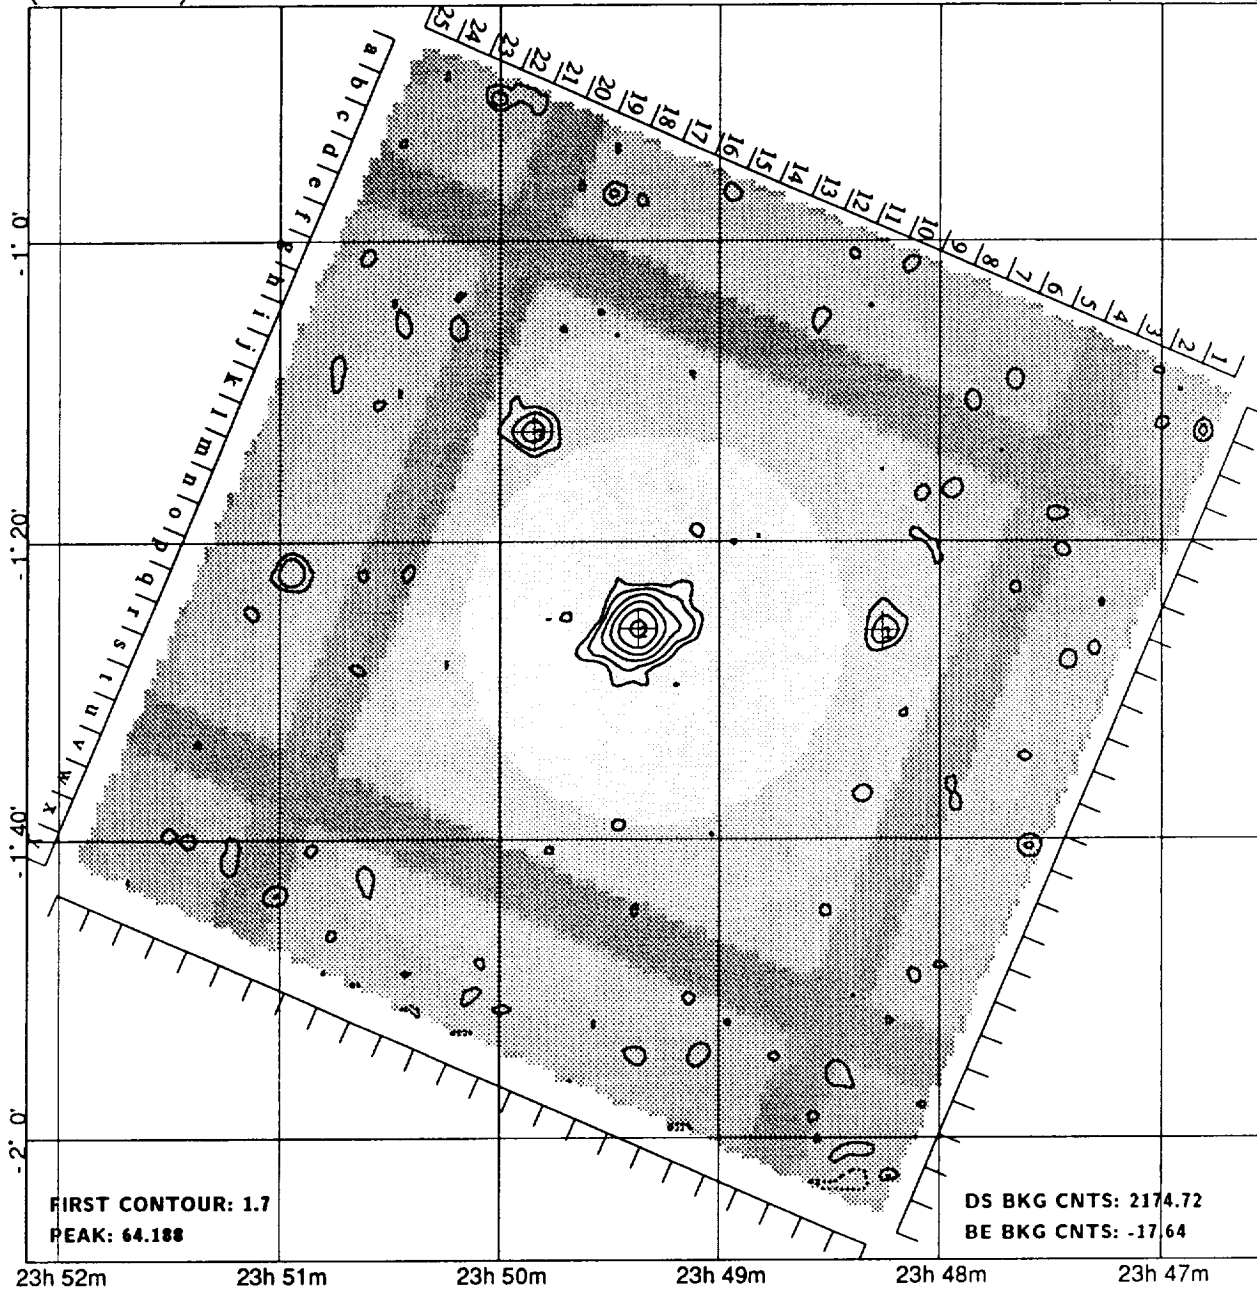 25 24 23 22 21 20 19 18 17 16 15 14 13 12 11 10 9 8 7 6 5 4 3 2 1
a b c d e f g h i j k l m n o p q r s t u v w x y
-1° 0'
-1° 20'
-1° 40'
-2° 0'
3
2
1
FIRST CONTOUR: 1.7
PEAK: 64.188
DS BKG CNTS: 2174.72
BE BKG CNTS: -17.64
23h 52m 23h 51m 23h 50m 23h 49m 23h 48m 23h 47m